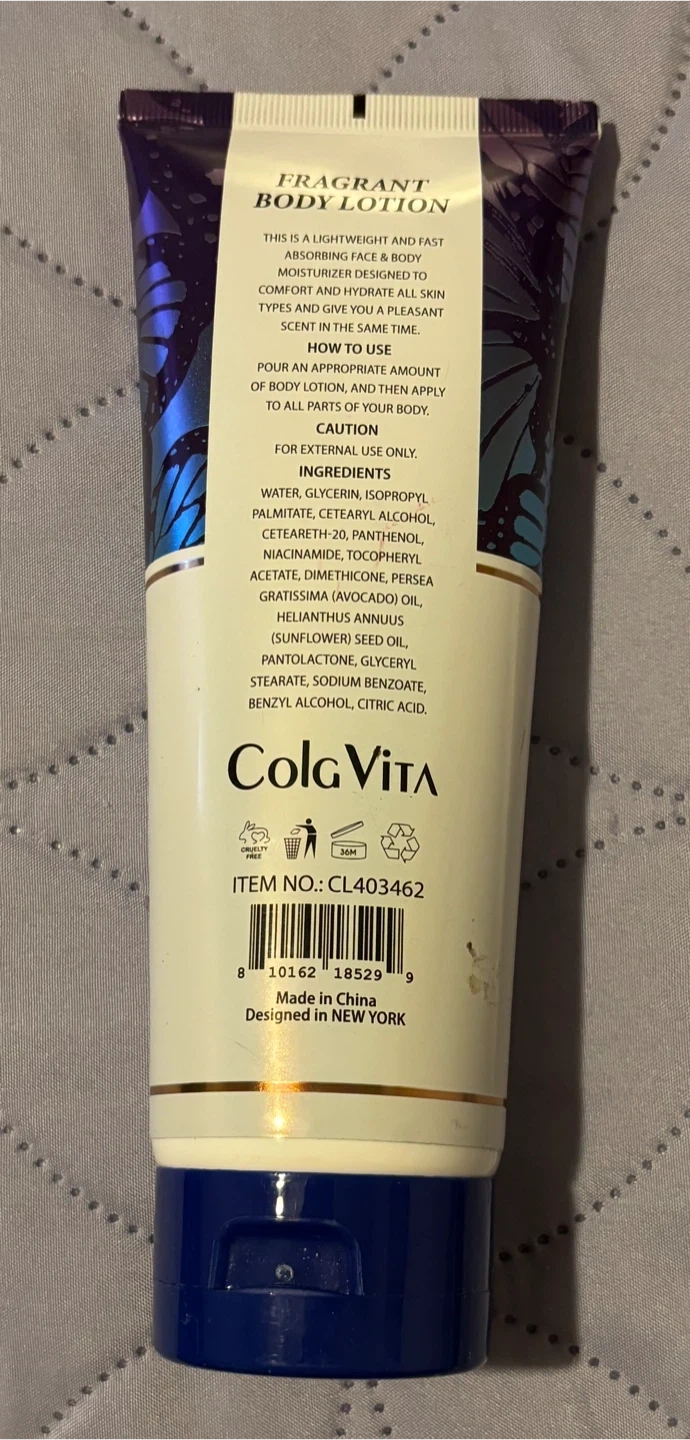 FRAGRANT
BODY LOTION
THIS IS A LIGHTWEIGHT AND FAST
ABSORBING FACE & BODY
MOISTURIZER DESIGNED TO
COMFORT AND HYDRATE ALL SKIN
TYPES AND GIVE YOU A PLEASANT
SCENT IN THE SAME TIME.
HOW TO USE
POUR AN APPROPRIATE AMOUNT
OF BODY LOTION, AND THEN APPLY
TO ALL PARTS OF YOUR BODY.
CAUTION
FOR EXTERNAL USE ONLY.
INGREDIENTS
WATER, GLYCERIN, ISOPROPYL
PALMITATE, CETEARYL ALCOHOL,
CETEARETH-20, PANTHENOL,
NIACINAMIDE, TOCOPHERYL
ACETATE, DIMETHICONE, PERSEA
GRATISSIMA (AVOCADO) OIL,
HELIANTHUS ANNUUS
(SUNFLOWER) SEED OIL,
PANTOLACTONE, GLYCERYL
STEARATE, SODIUM BENZOATE,
BENZYL ALCOHOL, CITRIC ACID.
ColaVita
CRUELTY
FREE
36M
ITEM NO.: CL403462
8 10162 18529 9
Made in China
Designed in NEW YORK